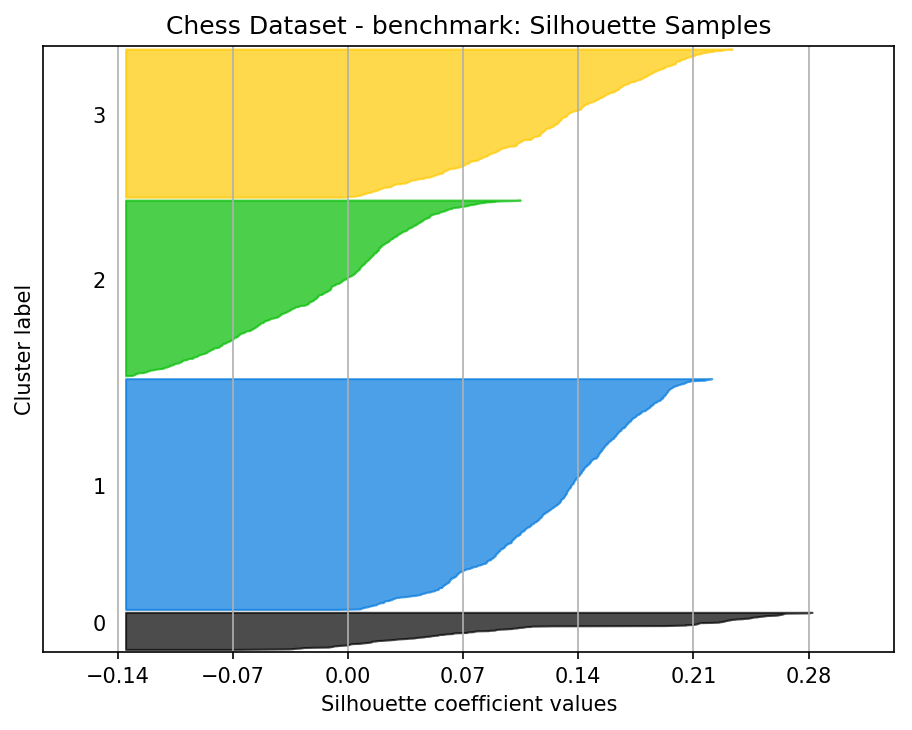 Chess Dataset - benchmark: Silhouette Samples
3
2
1
0
Cluster label
−0.14 −0.07 0.00 0.07 0.14 0.21 0.28
Silhouette coefficient values